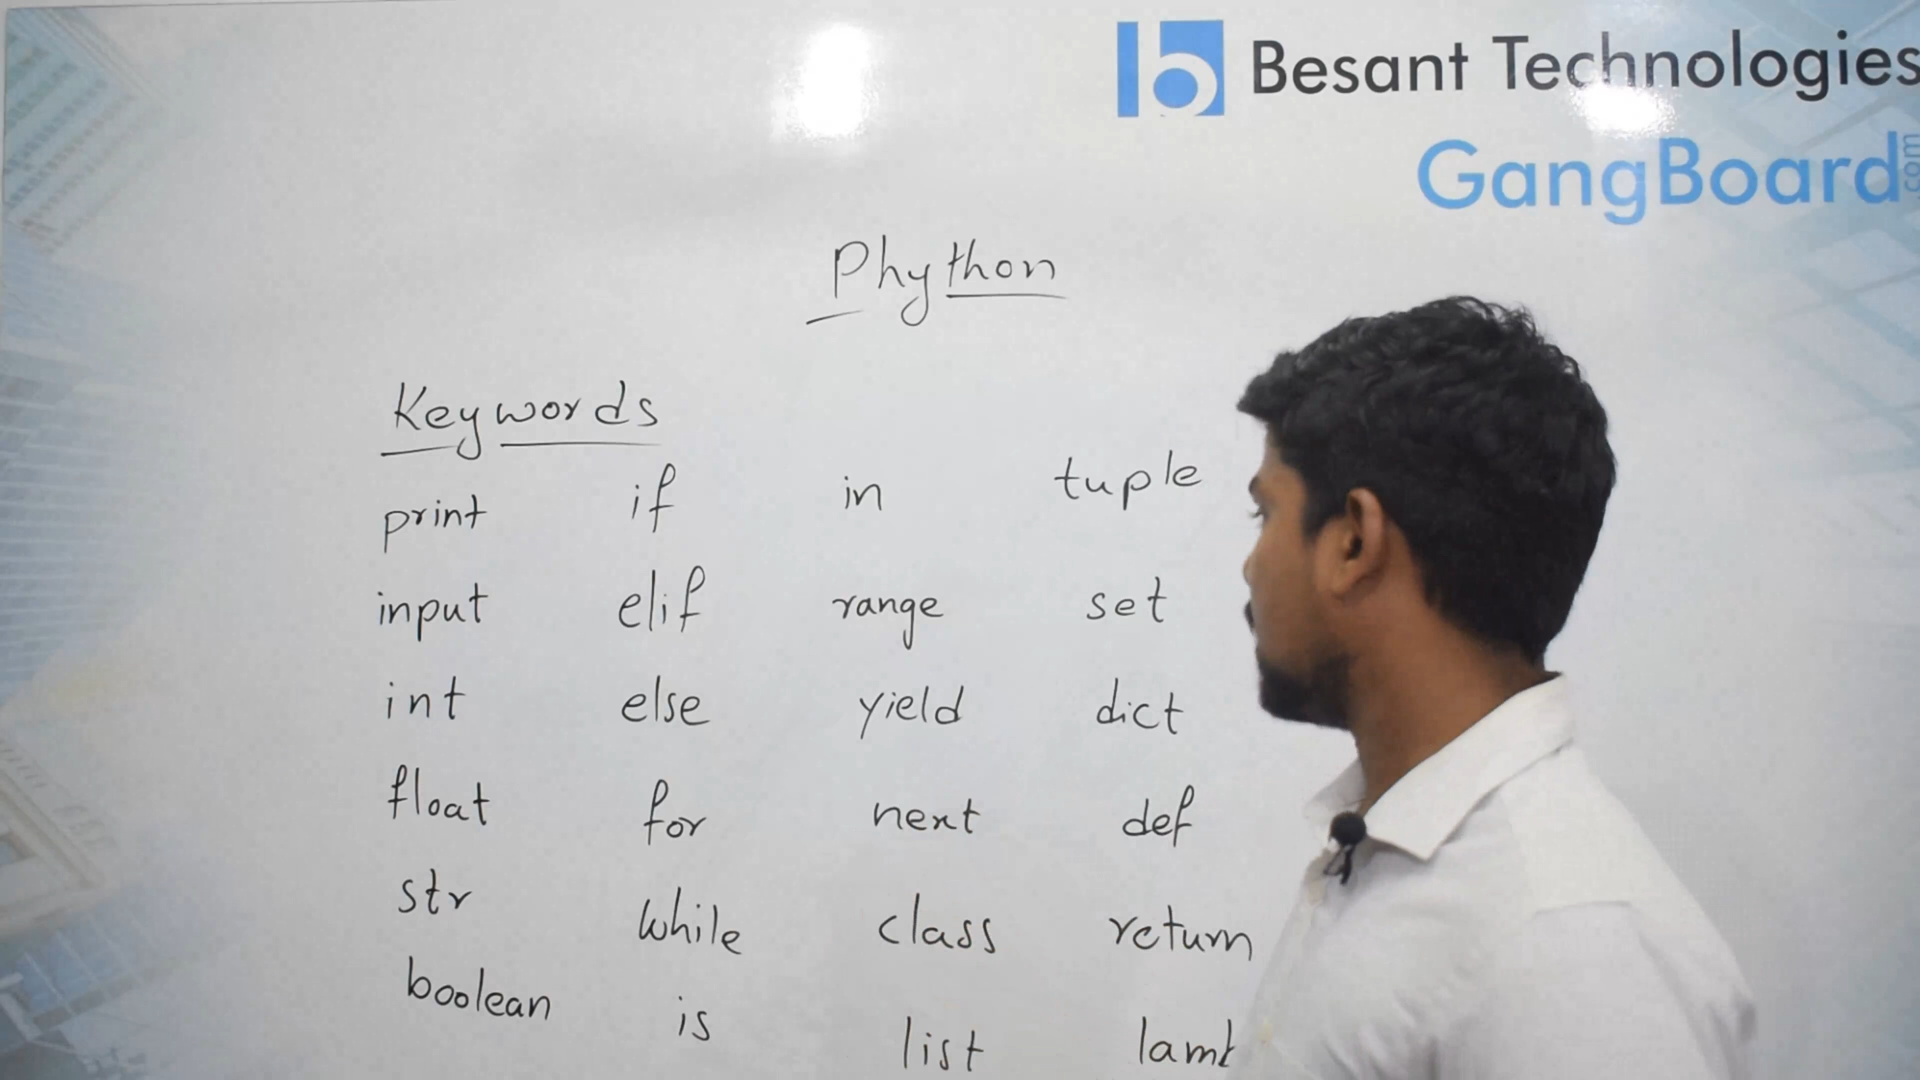 Besant Technologies
GangBoard.com
Phython
Keywords
print if in tuple
input elif range set
int else yield dict
float for next def
str while class return
boolean is list